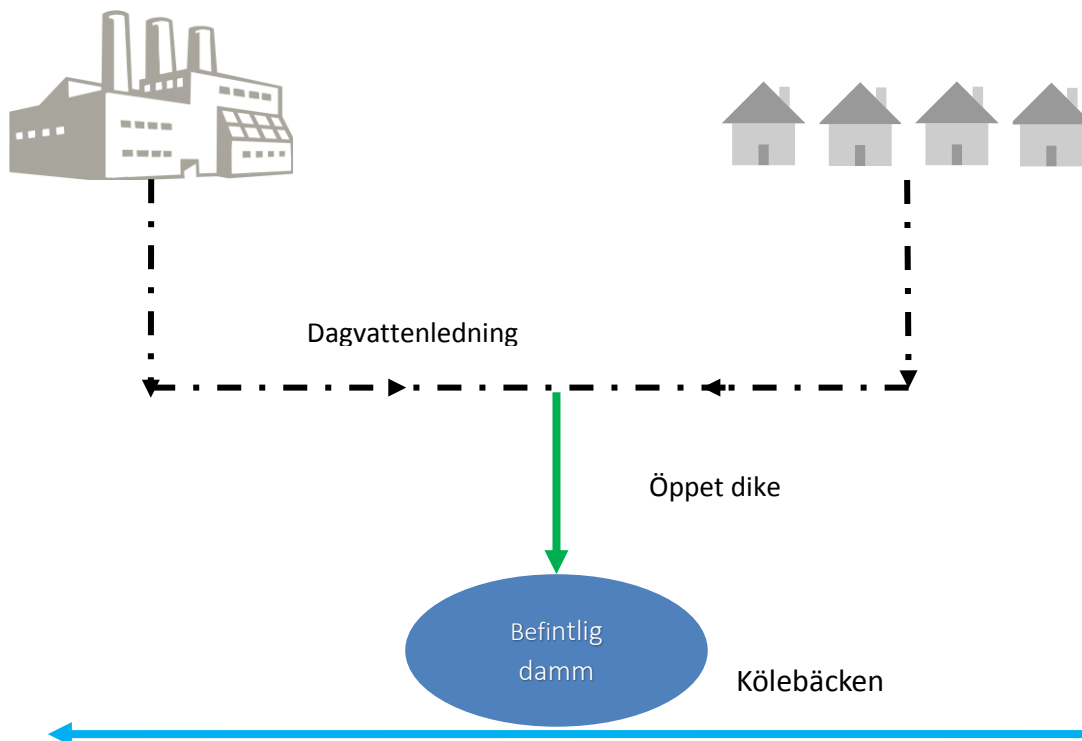 Dagvattenledning
Öppet dike
Befintlig
damm
Kölebäcken